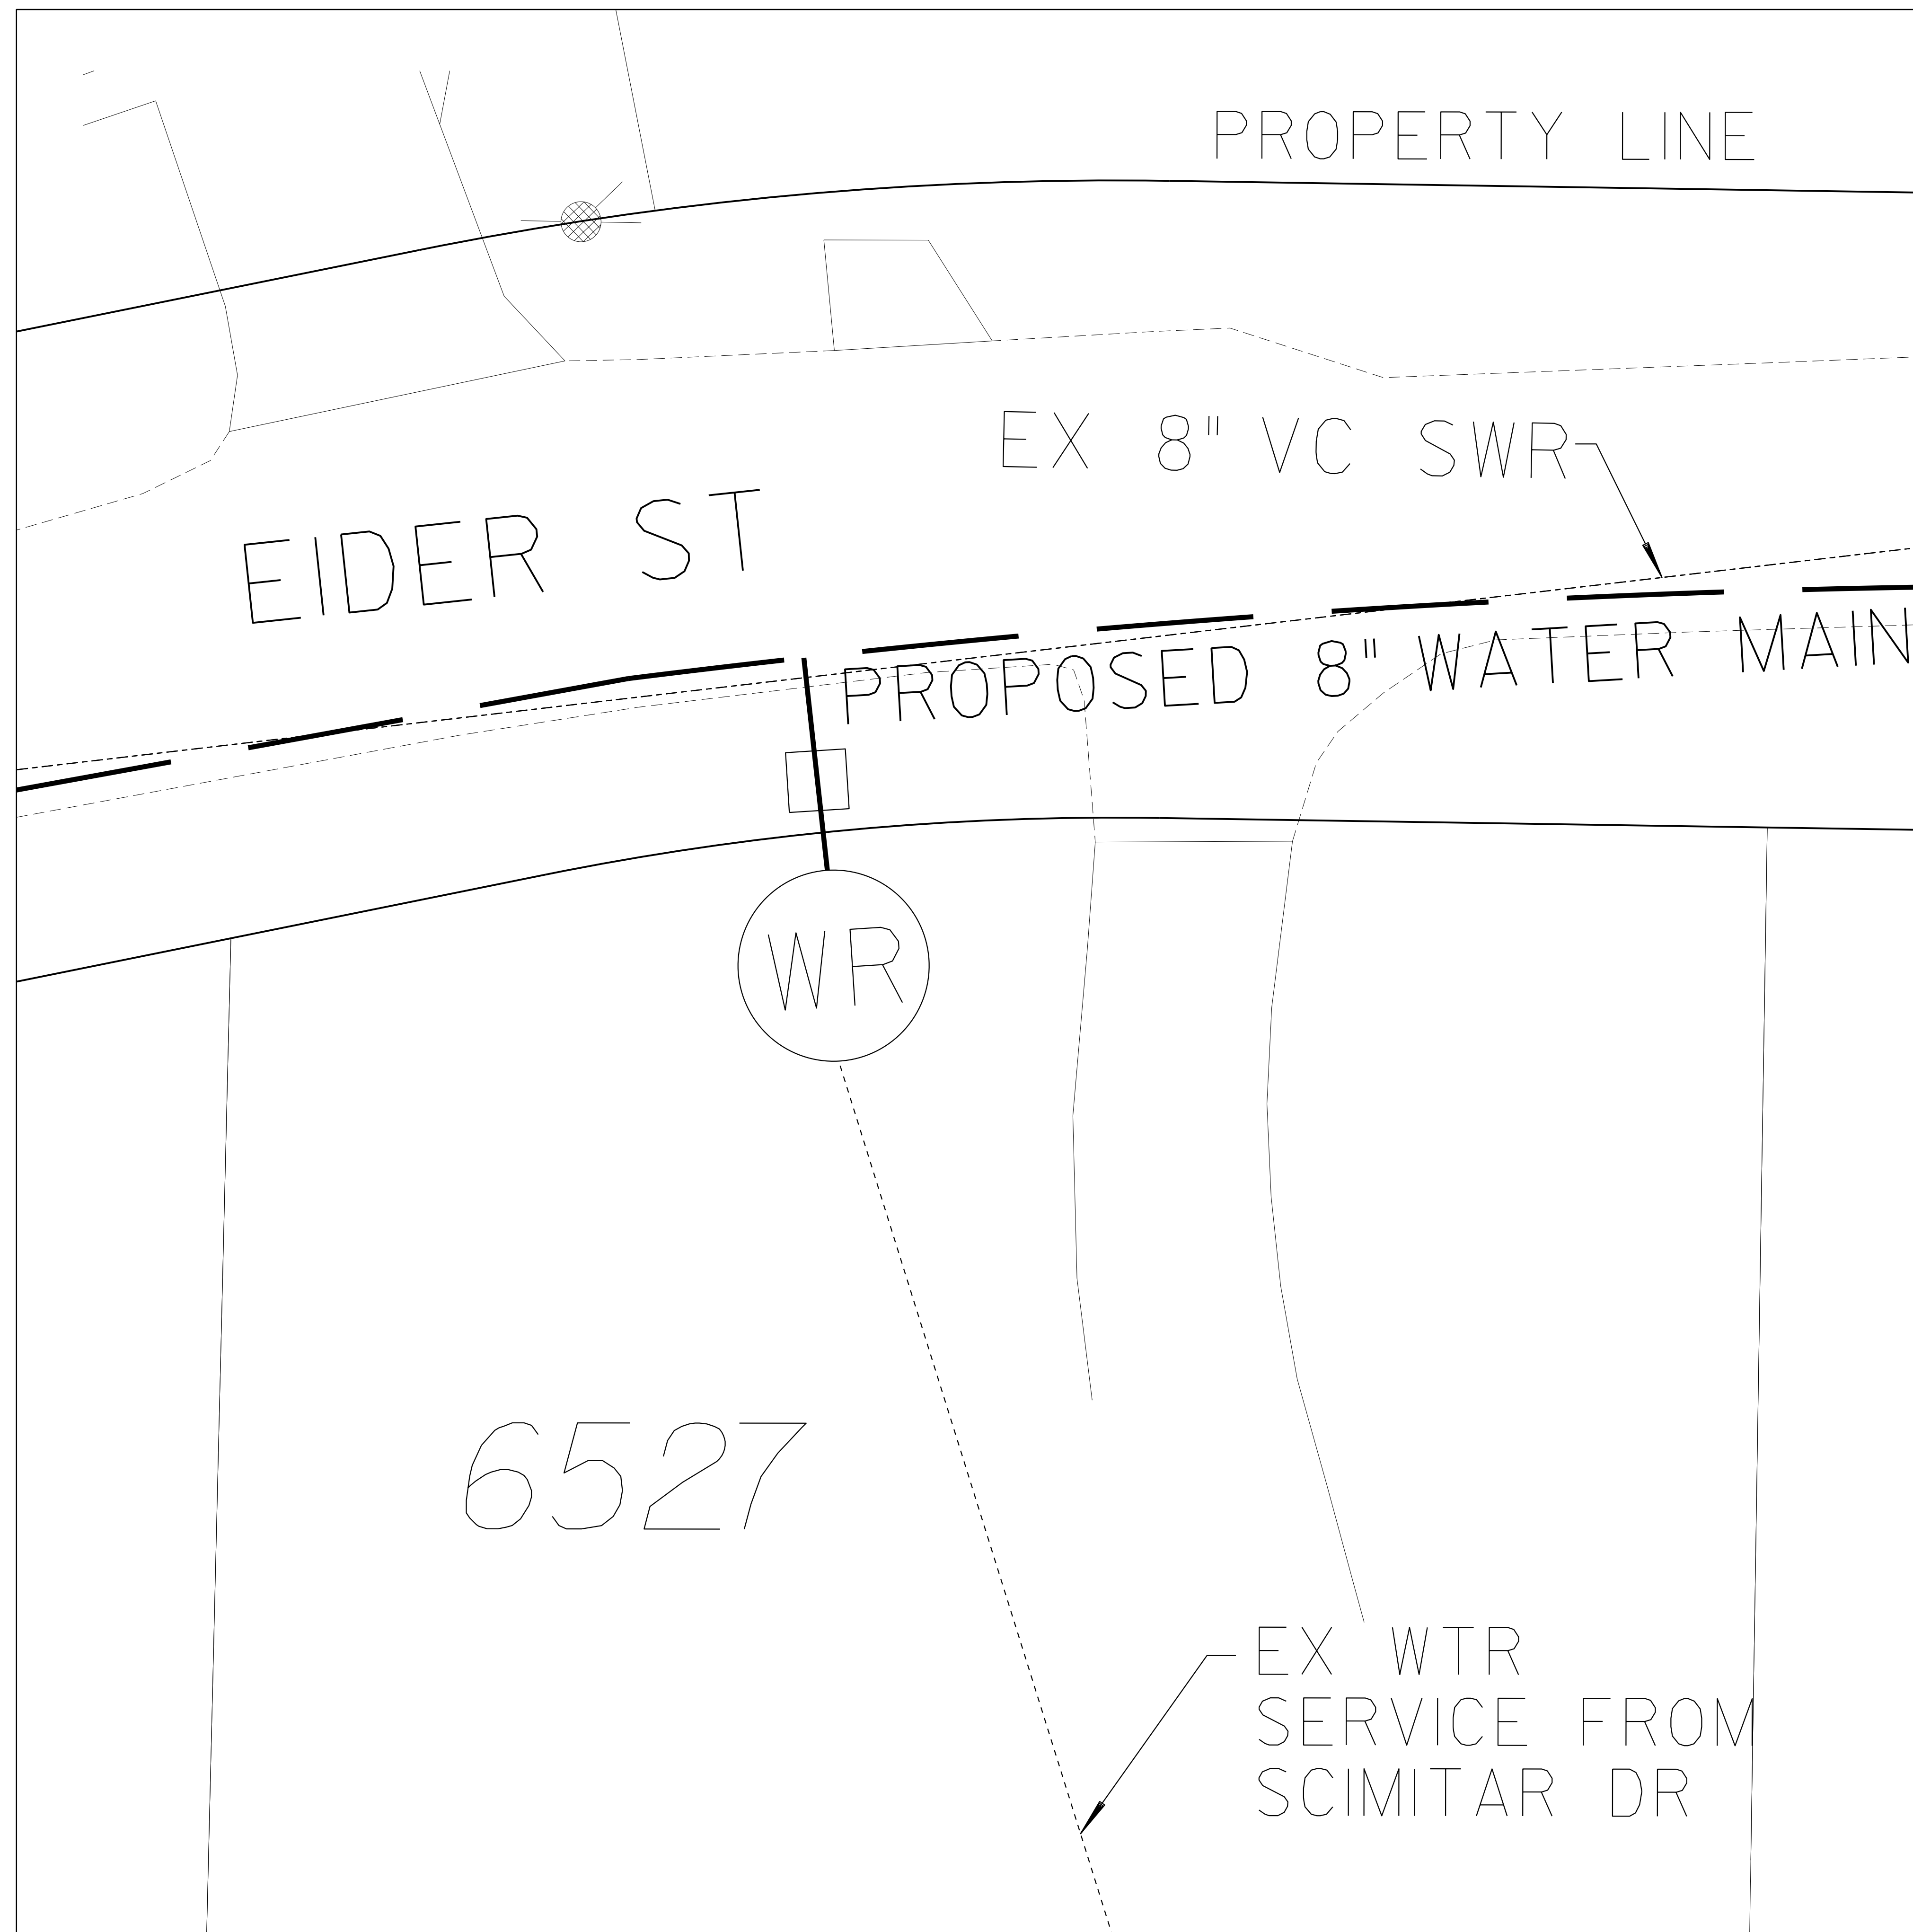 PROPERTY LINE
EX 8" VC SWR
EIDER ST
PROPOSED 8" WATER MAIN
WR
6527
EX WTR
SERVICE FROM
SCIMITAR DR